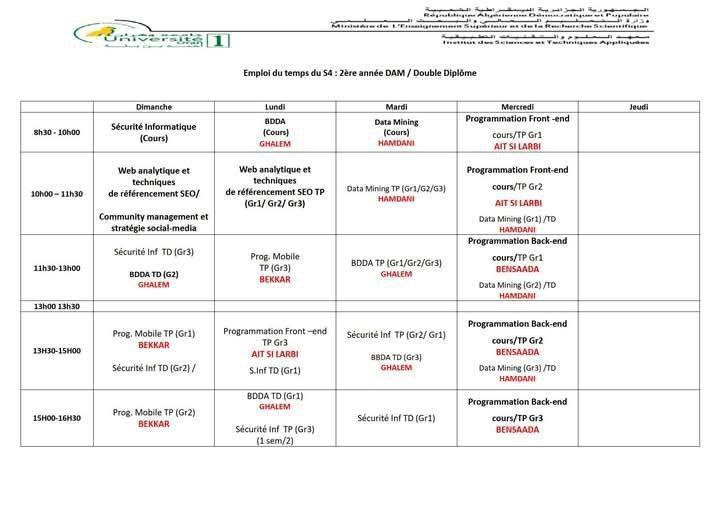 الجمهورية الجزائرية الديمقراطية الشعبية
République Algérienne Démocratique et Populaire
وزارة التعليم العالي والبحث العلمي
Ministère de L'Enseignement Supérieur et de la Recherche Scientifique
معهد العلوم والتقنيات التطبيقية
Institut des Sciences et Techniques Appliquées
Université
Oran 1
Emploi du temps du S4 : 2ère année DAM / Double Diplôme
Dimanche Lundi Mardi Mercredi Jeudi
8h30 - 10h00
Sécurité Informatique
(Cours)
BDDA
(Cours)
GHALEM
Data Mining
(Cours)
HAMDANI
Programmation Front -end
cours/TP Gr1
AIT SI LARBI
10h00 – 11h30
Web analytique et
techniques
de référencement SEO/
Community management et
stratégie social-media
Web analytique et
techniques
de référencement SEO TP
(Gr1/ Gr2/ Gr3)
Data Mining TP (Gr1/G2/G3)
HAMDANI
Programmation Front-end
cours/TP Gr2
AIT SI LARBI
Data Mining (Gr1) /TD
HAMDANI
11h30-13h00
Sécurité Inf TD (Gr3)
BDDA TD (G2)
GHALEM
Prog. Mobile
TP (Gr3)
BEKKAR
BDDA TP (Gr1/Gr2/Gr3)
GHALEM
Programmation Back-end
cours/TP Gr1
BENSAADA
Data Mining (Gr2) /TD
HAMDANI
13h00 13h30
13H30-15H00
Prog. Mobile TP (Gr1)
BEKKAR
Sécurité Inf TD (Gr2) /
Programmation Front –end
TP Gr3
AIT SI LARBI
S.Inf TD (Gr1)
Sécurité Inf TP (Gr2/ Gr1)
BBDA TD (Gr3)
GHALEM
Programmation Back-end
cours/TP Gr2
BENSAADA
Data Mining (Gr3) /TD
HAMDANI
15H00-16H30
Prog. Mobile TP (Gr2)
BEKKAR
BDDA TD (Gr1)
GHALEM
Sécurité Inf TP (Gr3)
(1 sem/2)
Sécurité Inf TD (Gr1)
Programmation Back-end
cours/TP Gr3
BENSAADA